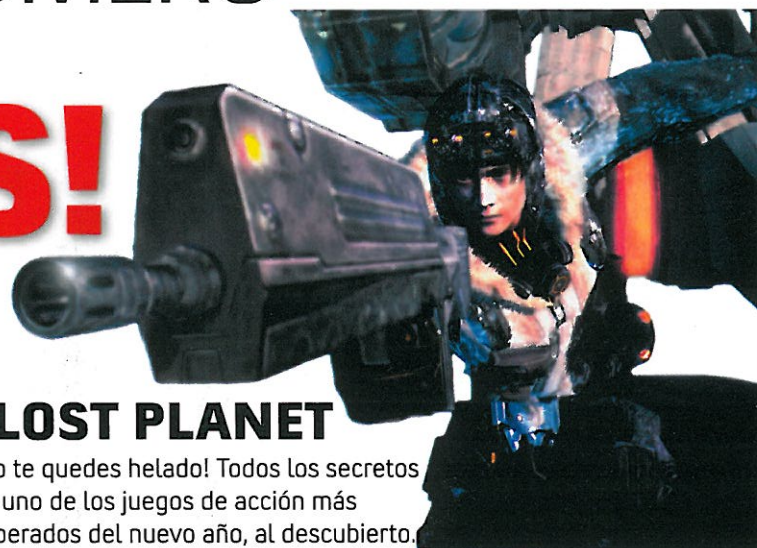 S!
LOST PLANET
te quedes helado! Todos los secretos
uno de los juegos de acción más
del nuevo año, al descubierto.